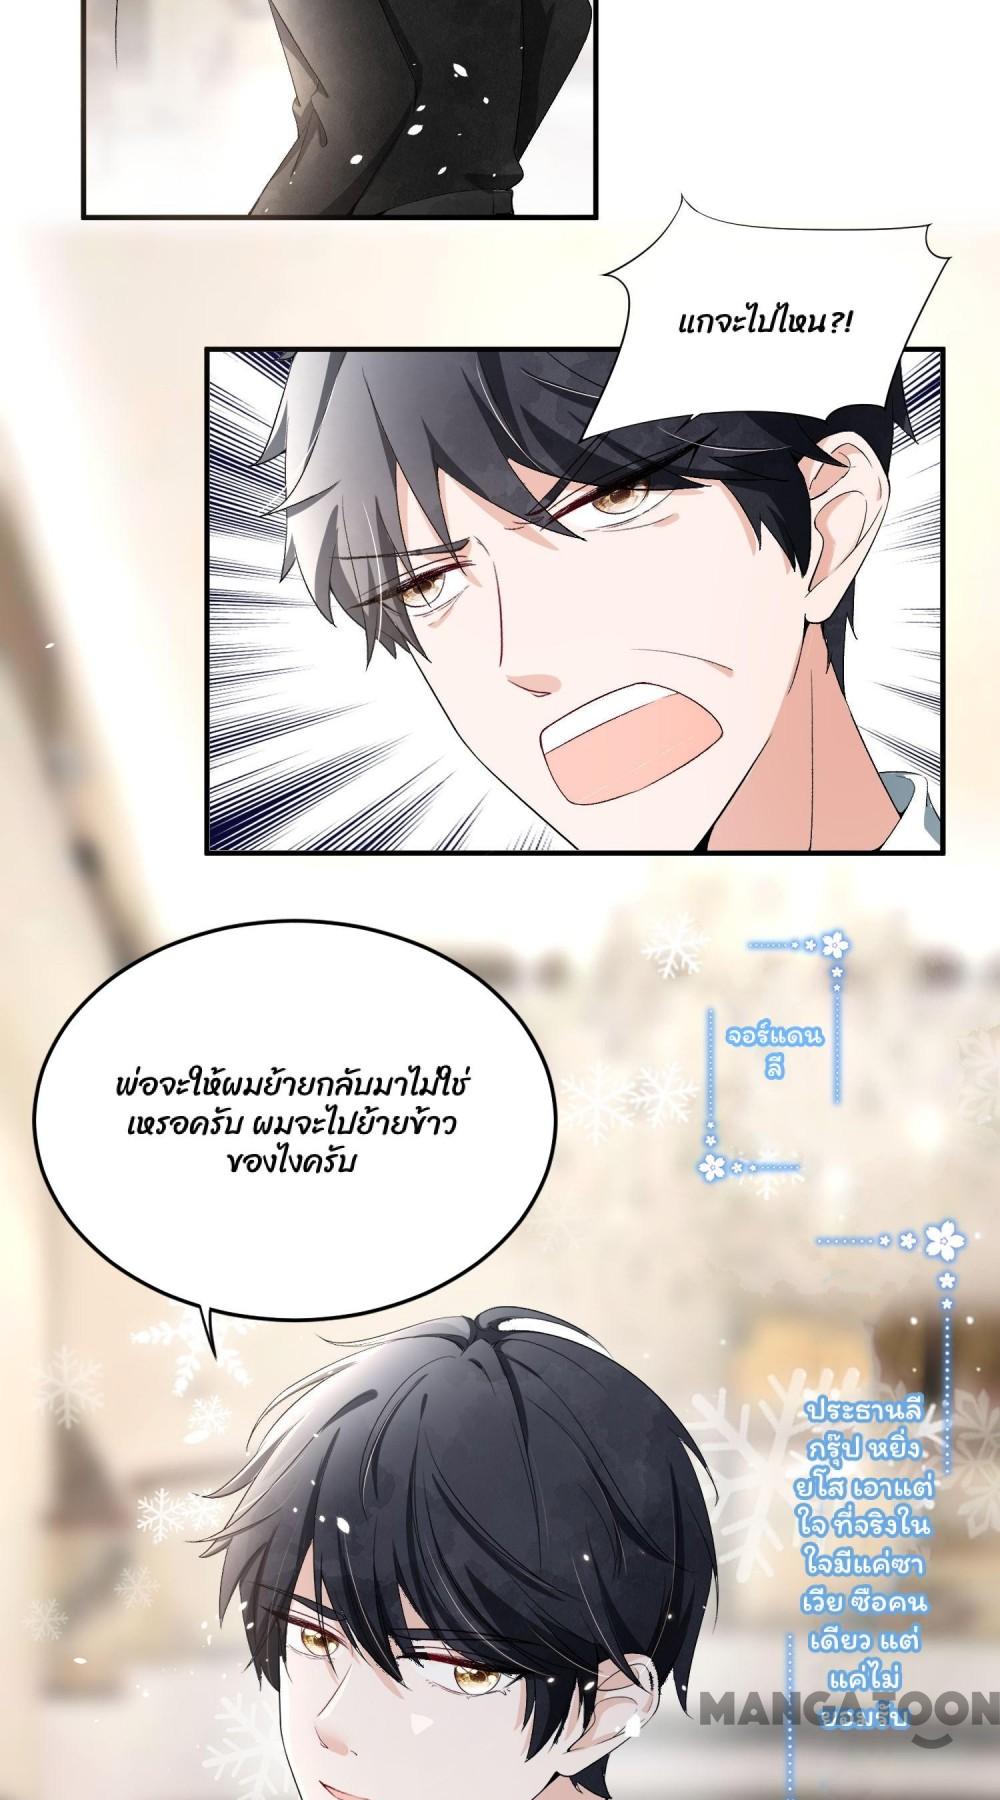 แกจะไปไหน?!
จอร์แดน
ลี
พ่อจะให้ผมย้ายกลับมาไม่ใช่
เหรอครับ ผมจะไปย้ายข้าว
ของไงครับ
ประธานลี
กรุ๊ป หยิ่ง
ยโส เอาแต่
ใจ ที่จริงใน
ใจมีแค่ซา
เวีย ซือคน
เดียว แต่
แค่ไม่
ยอมรับ
MANGATOON